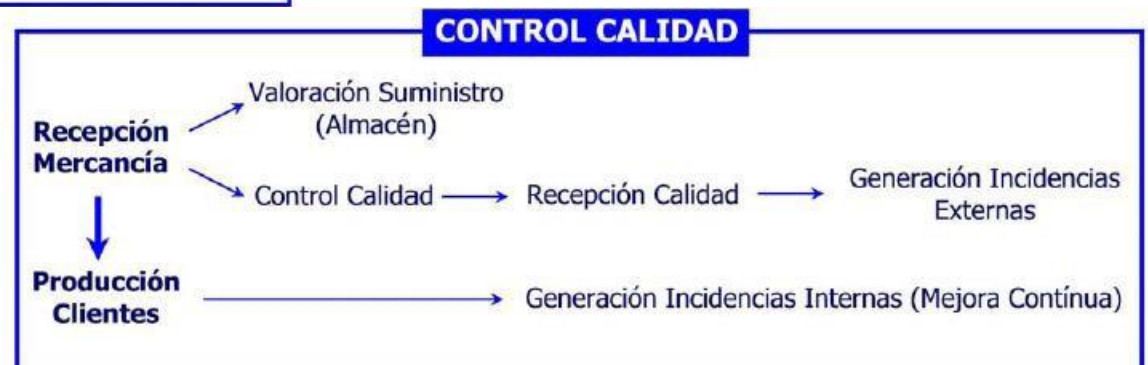 CONTROL CALIDAD
Valoración Suministro
(Almacén)
Recepción
Mercancía
Control Calidad
Recepción Calidad
Generación Incidencias
Externas
Producción
Clientes
Generación Incidencias Internas (Mejora Contínua)